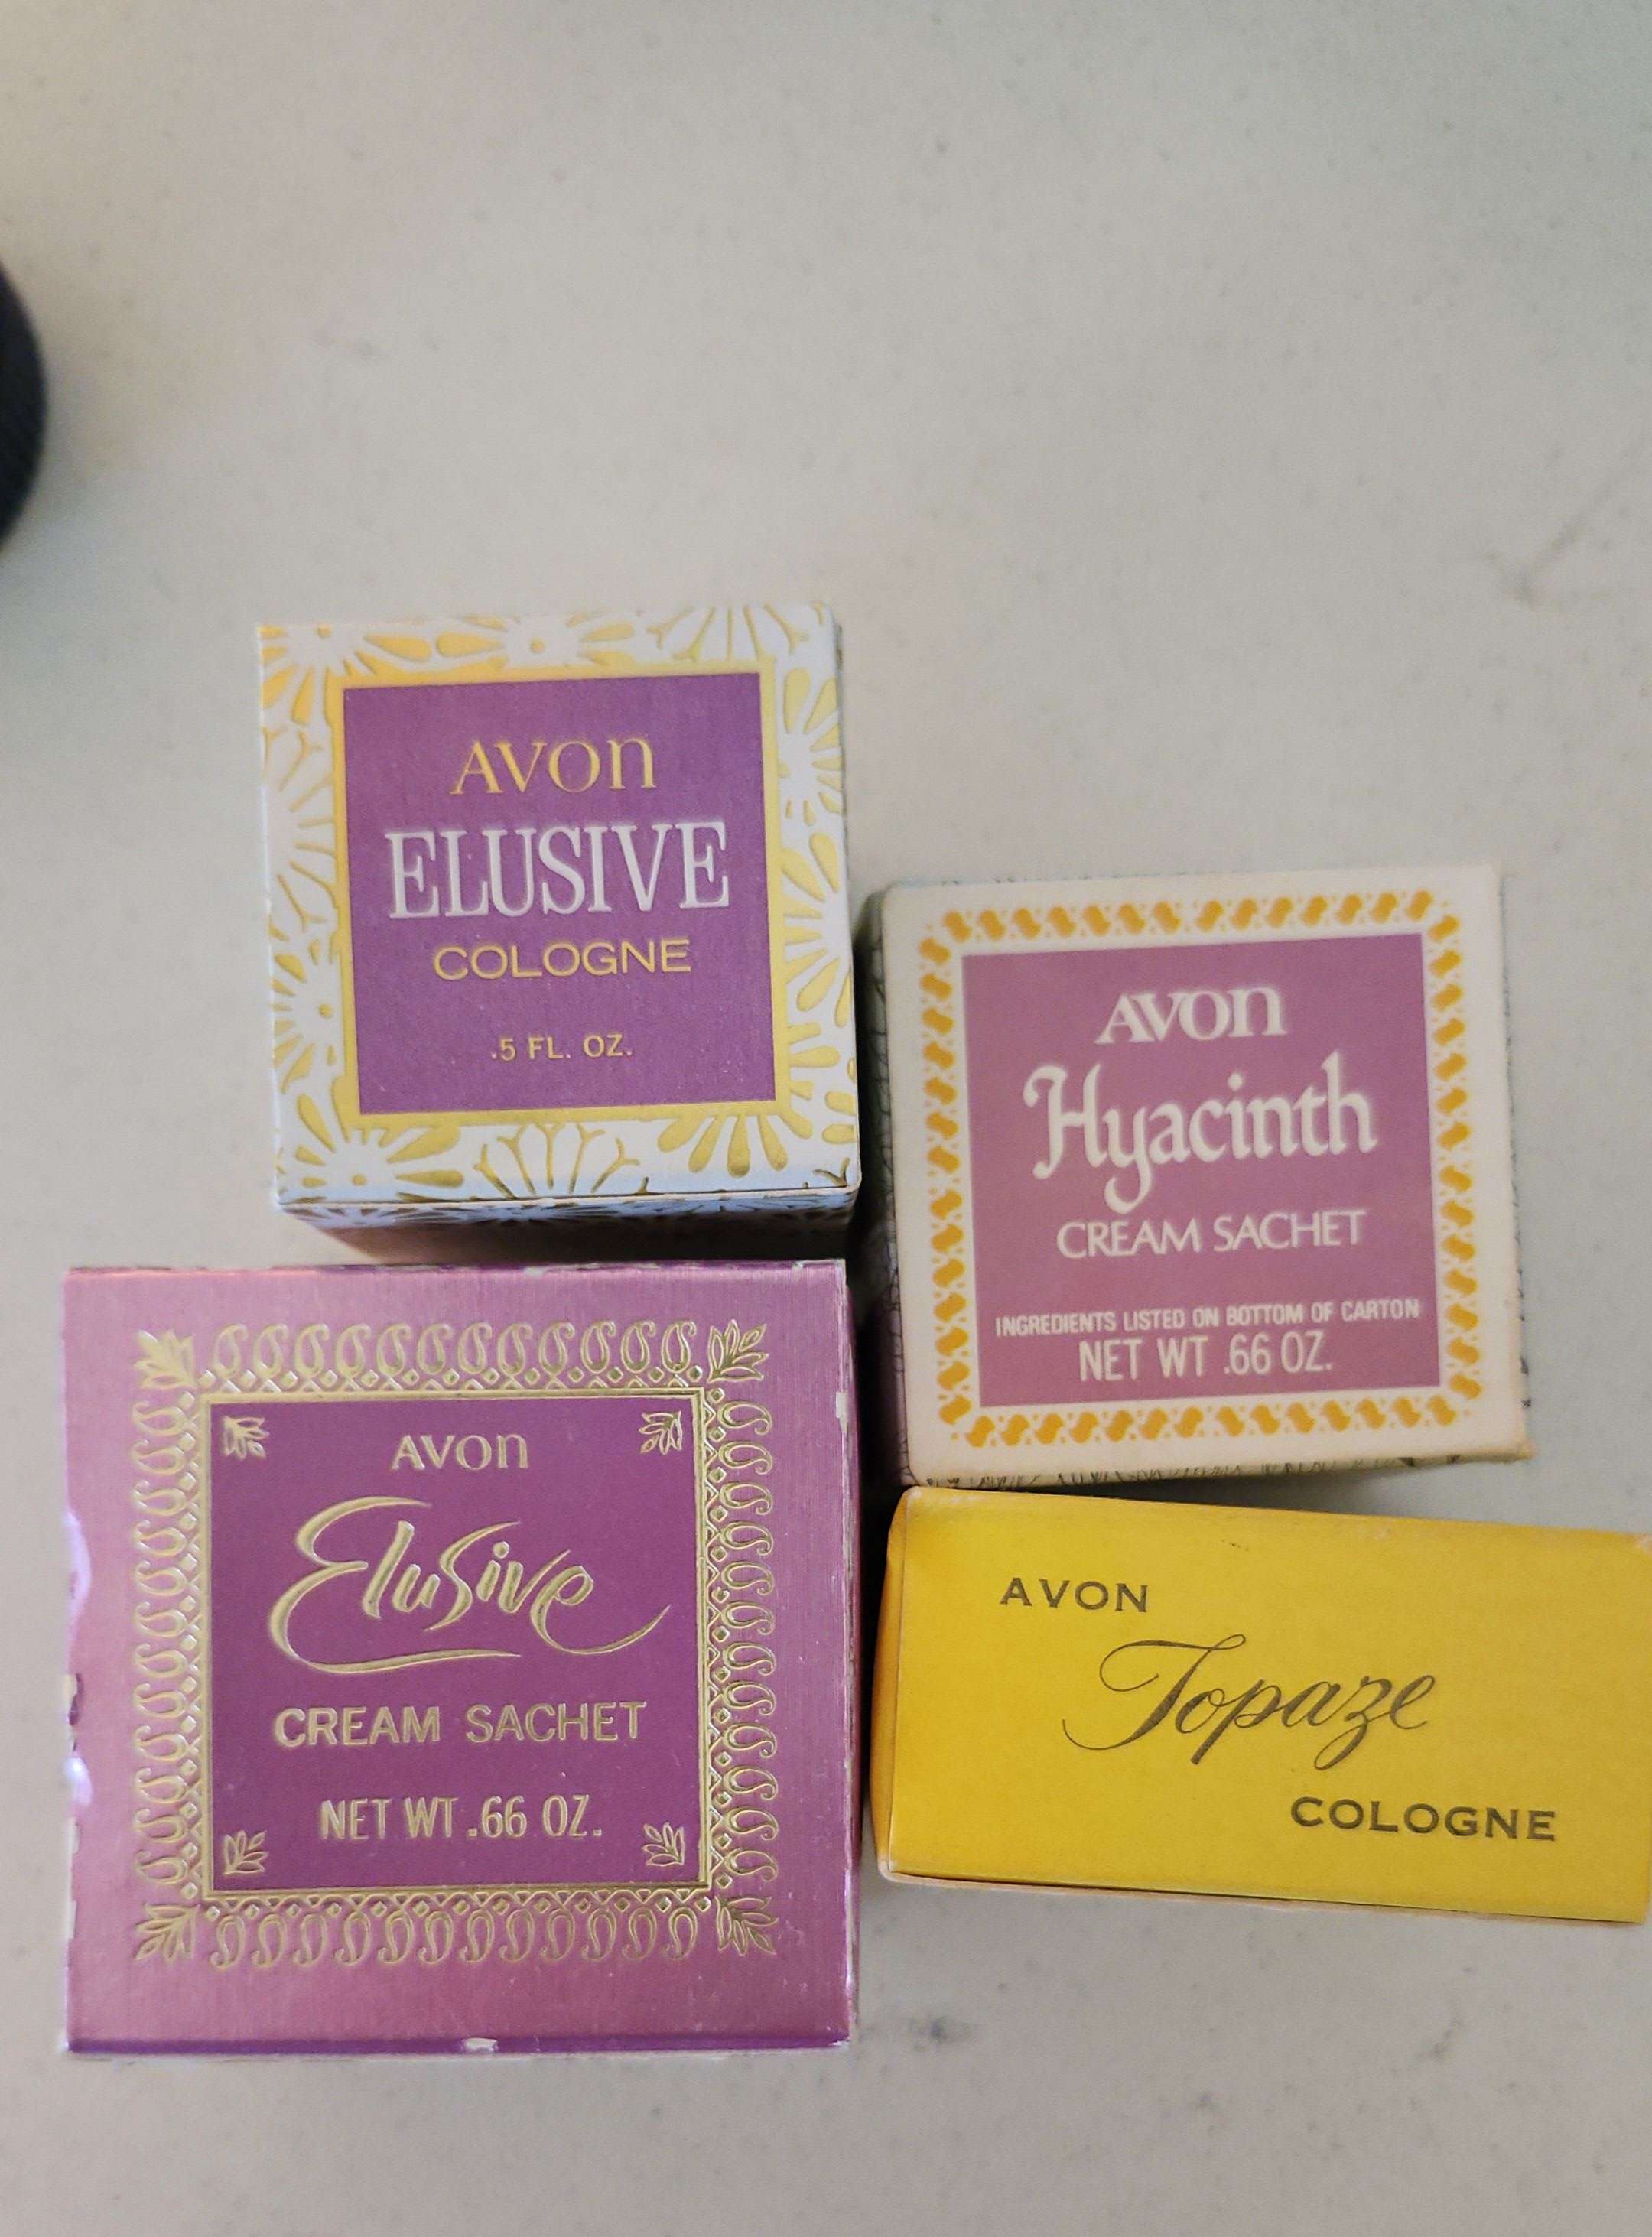 AVON
ELUSIVE
COLOGNE
.5 FL. OZ.
AVON
Hyacinth
CREAM SACHET
INGREDIENTS LISTED ON BOTTOM OF CARTON
NET WT .66 OZ.
AVON
Elusive
CREAM SACHET
NET WT .66 OZ.
AVON
Topaze
COLOGNE